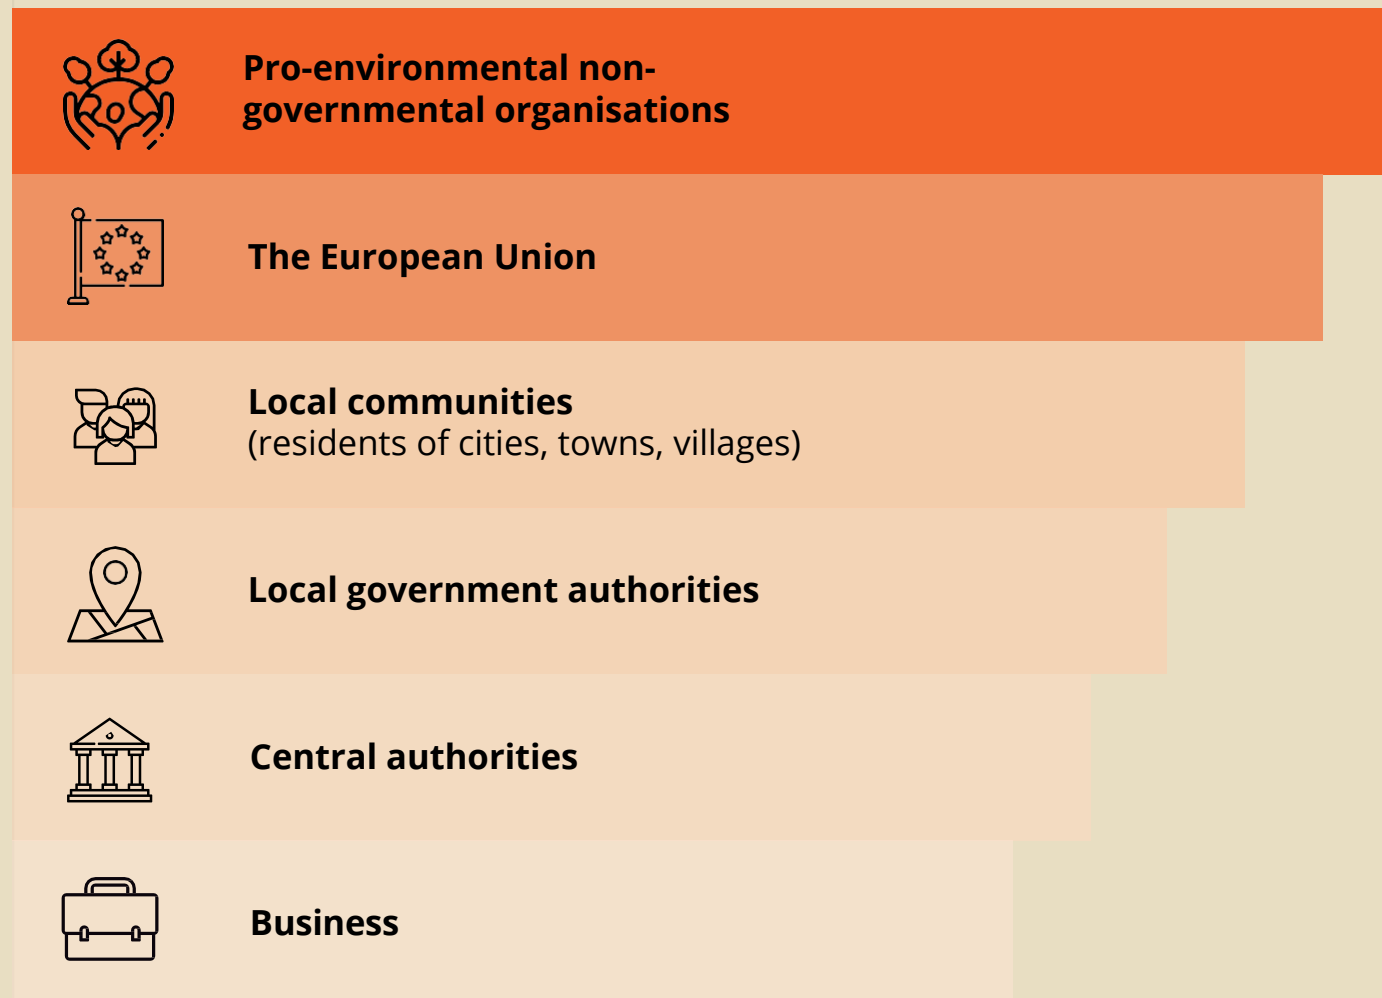 Pro-environmental non-
governmental organisations
The European Union
Local communities
(residents of cities, towns, villages)
Local government authorities
Central authorities
Business